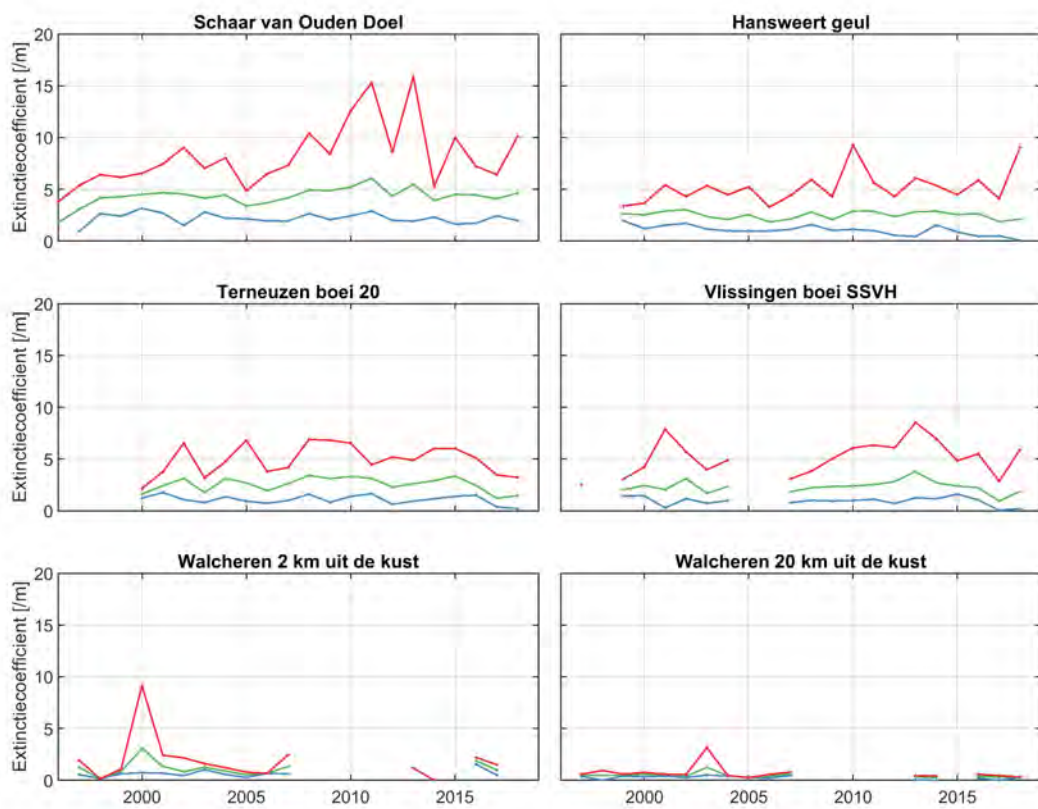 Schaar van Ouden Doel
Hansweert geul
Extinctiecoefficient [/m]
20
15
10
5
0
Terneuzen boei 20
Vlissingen boei SSVH
Extinctiecoefficient [/m]
20
15
10
5
0
Walcheren 2 km uit de kust
Walcheren 20 km uit de kust
Extinctiecoefficient [/m]
20
15
10
5
0
2000 2005 2010 2015
2000 2005 2010 2015